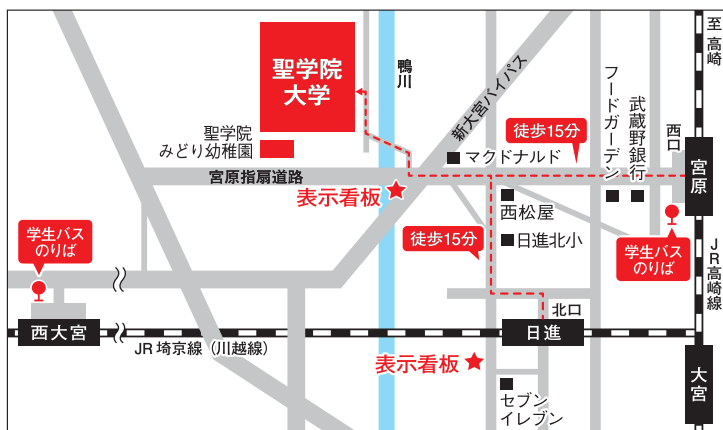 至
高崎
聖学院
大学
鴨川
新大宮バイパス
フードガーデン
武蔵野銀行
西口
徒歩15分
聖学院
みどり幼稚園
マクドナルド
宮原
宮原指扇道路
表示看板
西松屋
日進北小
徒歩15分
学生バス
のりば
学生バス
のりば
JR高崎線
北口
西大宮
日進
JR埼京線（川越線）
表示看板
大宮
セブン
イレブン